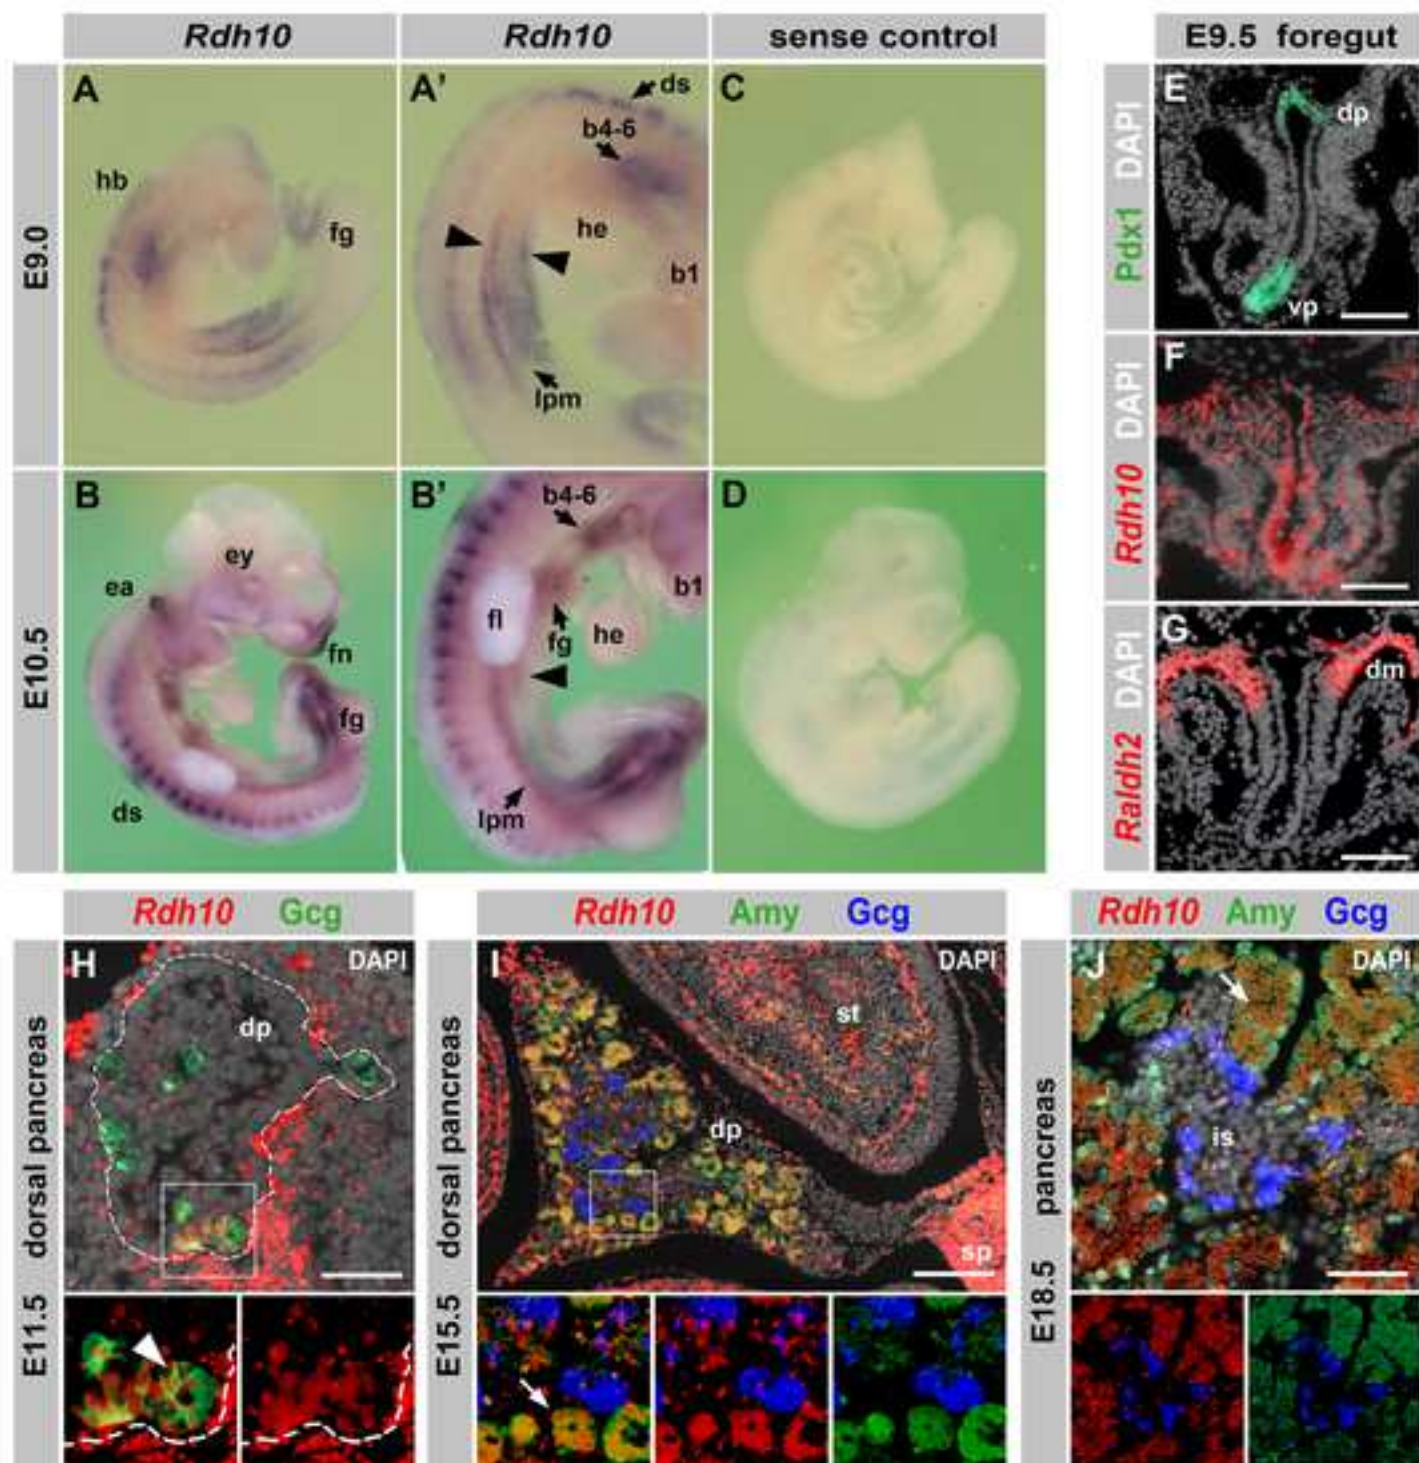 Rdh10 Rdh10 sense control E9.5 foregut
E9.0
A
hb
fg
A'
ds
b4-6
he
b1
lpm
C
E10.5
B
ey
ea
fn
fg
ds
B'
b4-6
b1
fl
fg
he
lpm
D
Pdx1 DAPI
E
dp
vp
Rdh10 DAPI
F
Raldh2 DAPI
G
dm
Rdh10 Gcg
E11.5 dorsal pancreas
H
DAPI
dp
Rdh10 Amy Gcg
E15.5 dorsal pancreas
I
DAPI
st
dp
sp
Rdh10 Amy Gcg
E18.5 pancreas
J
DAPI
is